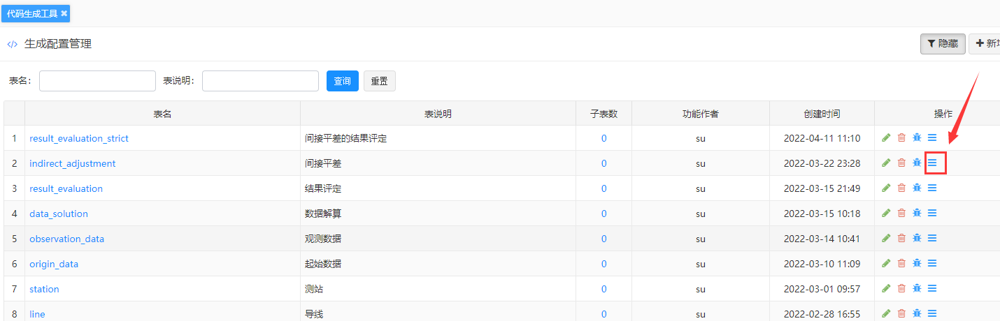 代码生成工具
生成配置管理 隐藏 新增
表名： 表说明： 查询 重置
表名 表说明 子表数 功能作者 创建时间 操作
1 result_evaluation_strict 间接平差的结果评定 0 su 2022-04-11 11:10
2 indirect_adjustment 间接平差 0 su 2022-03-22 23:28
3 result_evaluation 结果评定 0 su 2022-03-15 21:49
4 data_solution 数据解算 0 su 2022-03-15 10:18
5 observation_data 观测数据 0 su 2022-03-14 10:41
6 origin_data 起始数据 0 su 2022-03-10 11:09
7 station 测站 0 su 2022-03-01 09:57
8 line 导线 0 su 2022-02-28 16:55